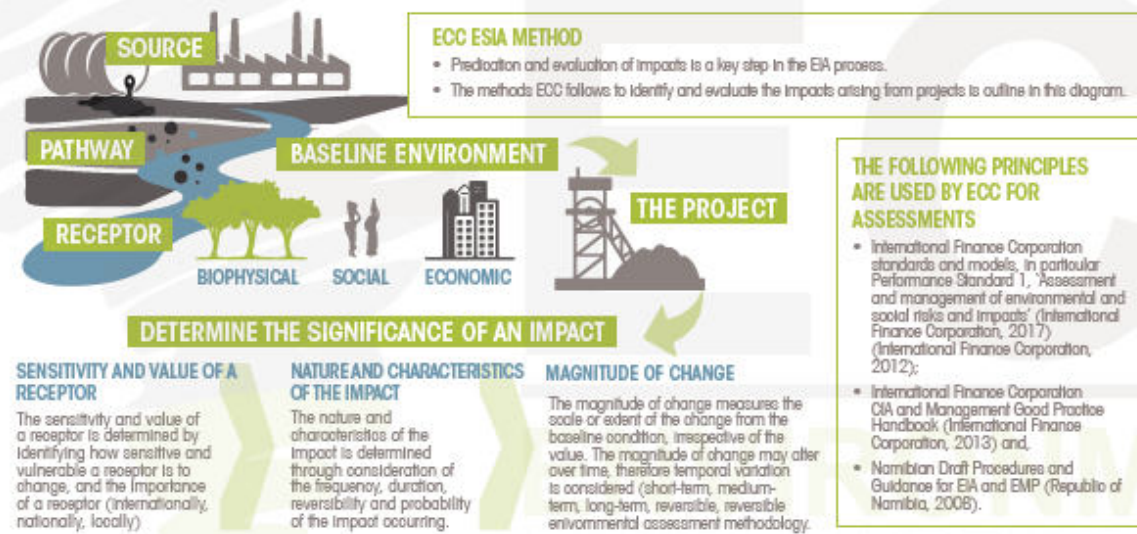 SOURCE
PATHWAY
RECEPTOR
BASELINE ENVIRONMENT
BIOPHYSICAL
SOCIAL
ECONOMIC
THE PROJECT
ECC ESIA METHOD
• Predication and evaluation of impacts is a key step in the EIA process.
• The methods ECC follows to identify and evaluate the impacts arising from projects is outline in this diagram.
THE FOLLOWING PRINCIPLES
ARE USED BY ECC FOR
ASSESSMENTS
• International Finance Corporation
standards and models, in particular
Performance Standard 1, 'Assessment
and management of environmental and
social risks and impacts' (International
Finance Corporation, 2017)
(International Finance Corporation,
2012);
• International Finance Corporation
CIA and Management Good Practice
Handbook (International Finance
Corporation, 2013) and,
• Namibian Draft Procedures and
Guidance for EIA and EMP (Republic of
Namibia, 2008).
DETERMINE THE SIGNIFICANCE OF AN IMPACT
SENSITIVITY AND VALUE OF A
RECEPTOR
The sensitivity and value of
a receptor is determined by
identifying how sensitive and
vulnerable a receptor is to
change, and the importance
of a receptor (internationally,
nationally, locally)
NATURE AND CHARACTERISTICS
OF THE IMPACT
The nature and
characteristics of the
impact is determined
through consideration of
the frequency, duration,
reversibility and probability
of the impact occurring.
MAGNITUDE OF CHANGE
The magnitude of change measures the
scale or extent of the change from the
baseline condition, irrespective of the
value. The magnitude of change may alter
over time, therefore temporal variation
is considered (short-term, medium-
term, long-term, reversible, reversible
environmental assessment methodology.